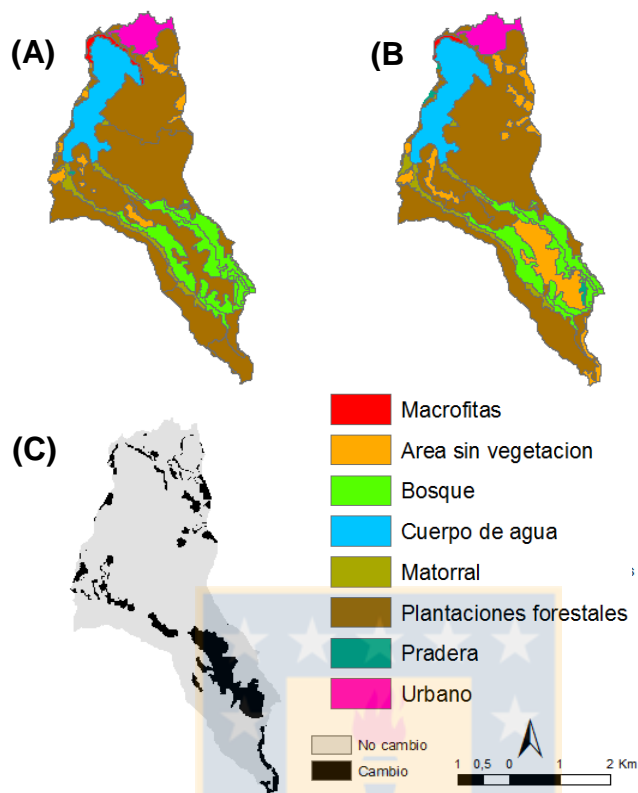 (A)
(B)
(C)
Macrofitas
Area sin vegetacion
Bosque
Cuerpo de agua
Matorral
s
Plantaciones forestales
Pradera
Urbano
No cambio
Cambio
1 0,5 0 1 2 Km